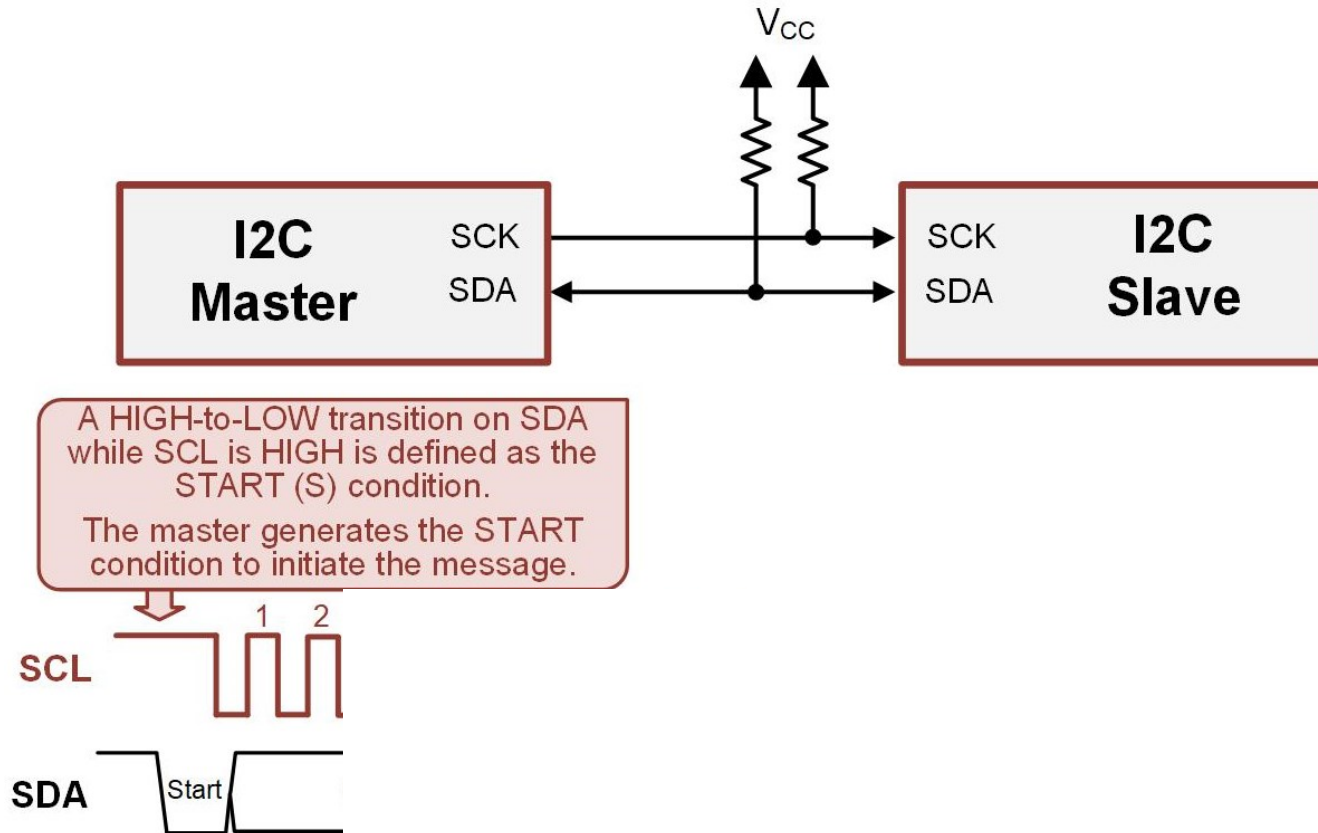 VCC
I2C
Master
SCK
SDA
SCK
SDA
I2C
Slave
A HIGH-to-LOW transition on SDA
while SCL is HIGH is defined as the
START (S) condition.
The master generates the START
condition to initiate the message.
1 2
SCL
SDA
Start